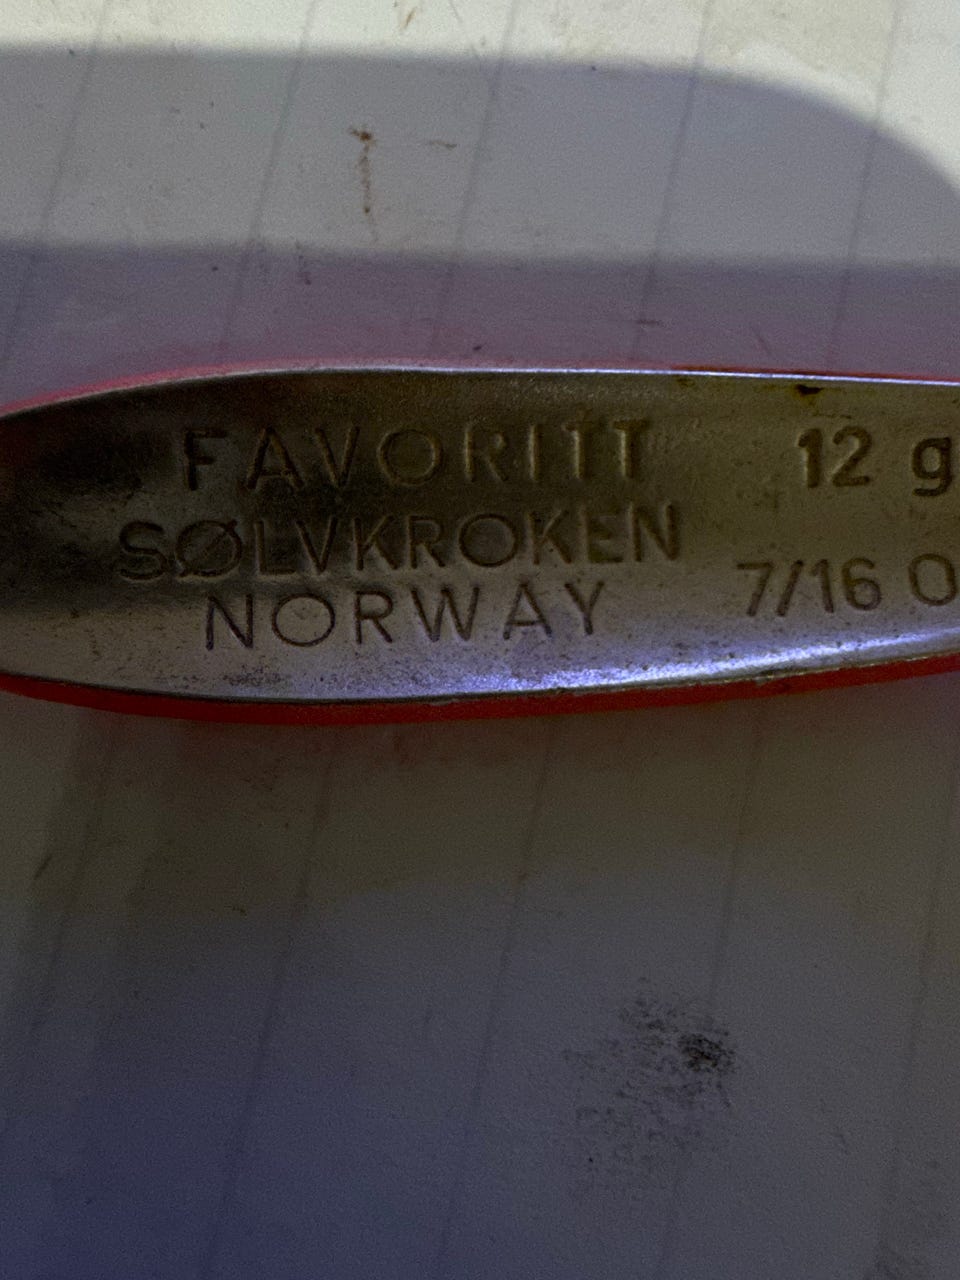 FAVORITT 12 g
SØLVKROKEN
NORWAY 7/16 O